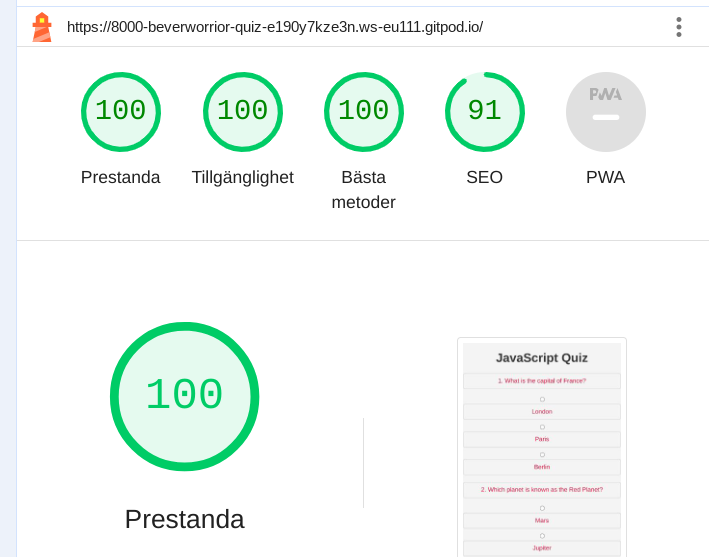 https://8000-beverworrior-quiz-e190y7kze3n.ws-eu111.gitpod.io/
100 100 100 91 PWA
Prestanda Tillgänglighet Bästa metoder SEO PWA
100
Prestanda
JavaScript Quiz
1. What is the capital of France?
London
Paris
Berlin
2. Which planet is known as the Red Planet?
Mars
Jupiter